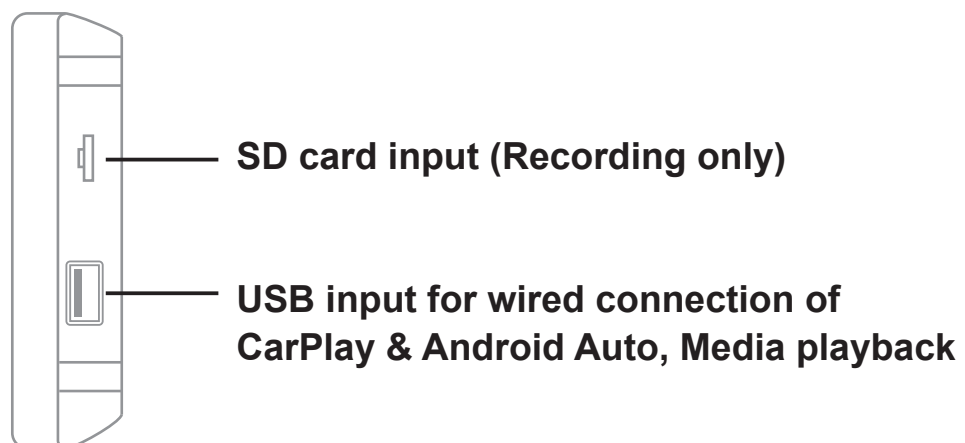 SD card input (Recording only)
USB input for wired connection of
CarPlay & Android Auto, Media playback